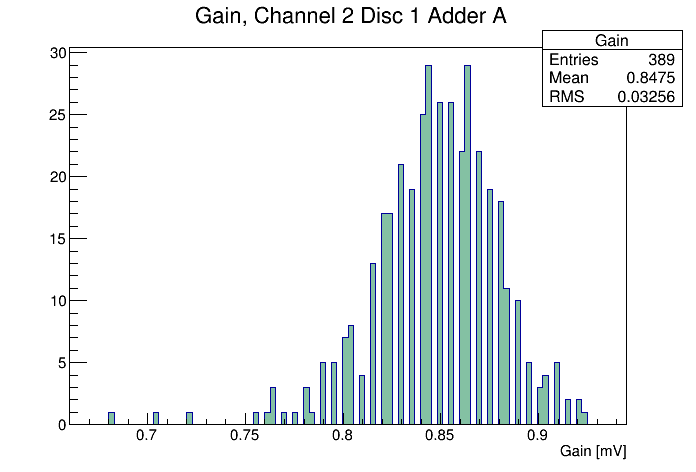 Gain, Channel 2 Disc 1 Adder A
Gain
Entries 389
Mean 0.8475
RMS 0.03256
30
25
20
15
10
5
0
0.7 0.75 0.8 0.85 0.9
Gain [mV]